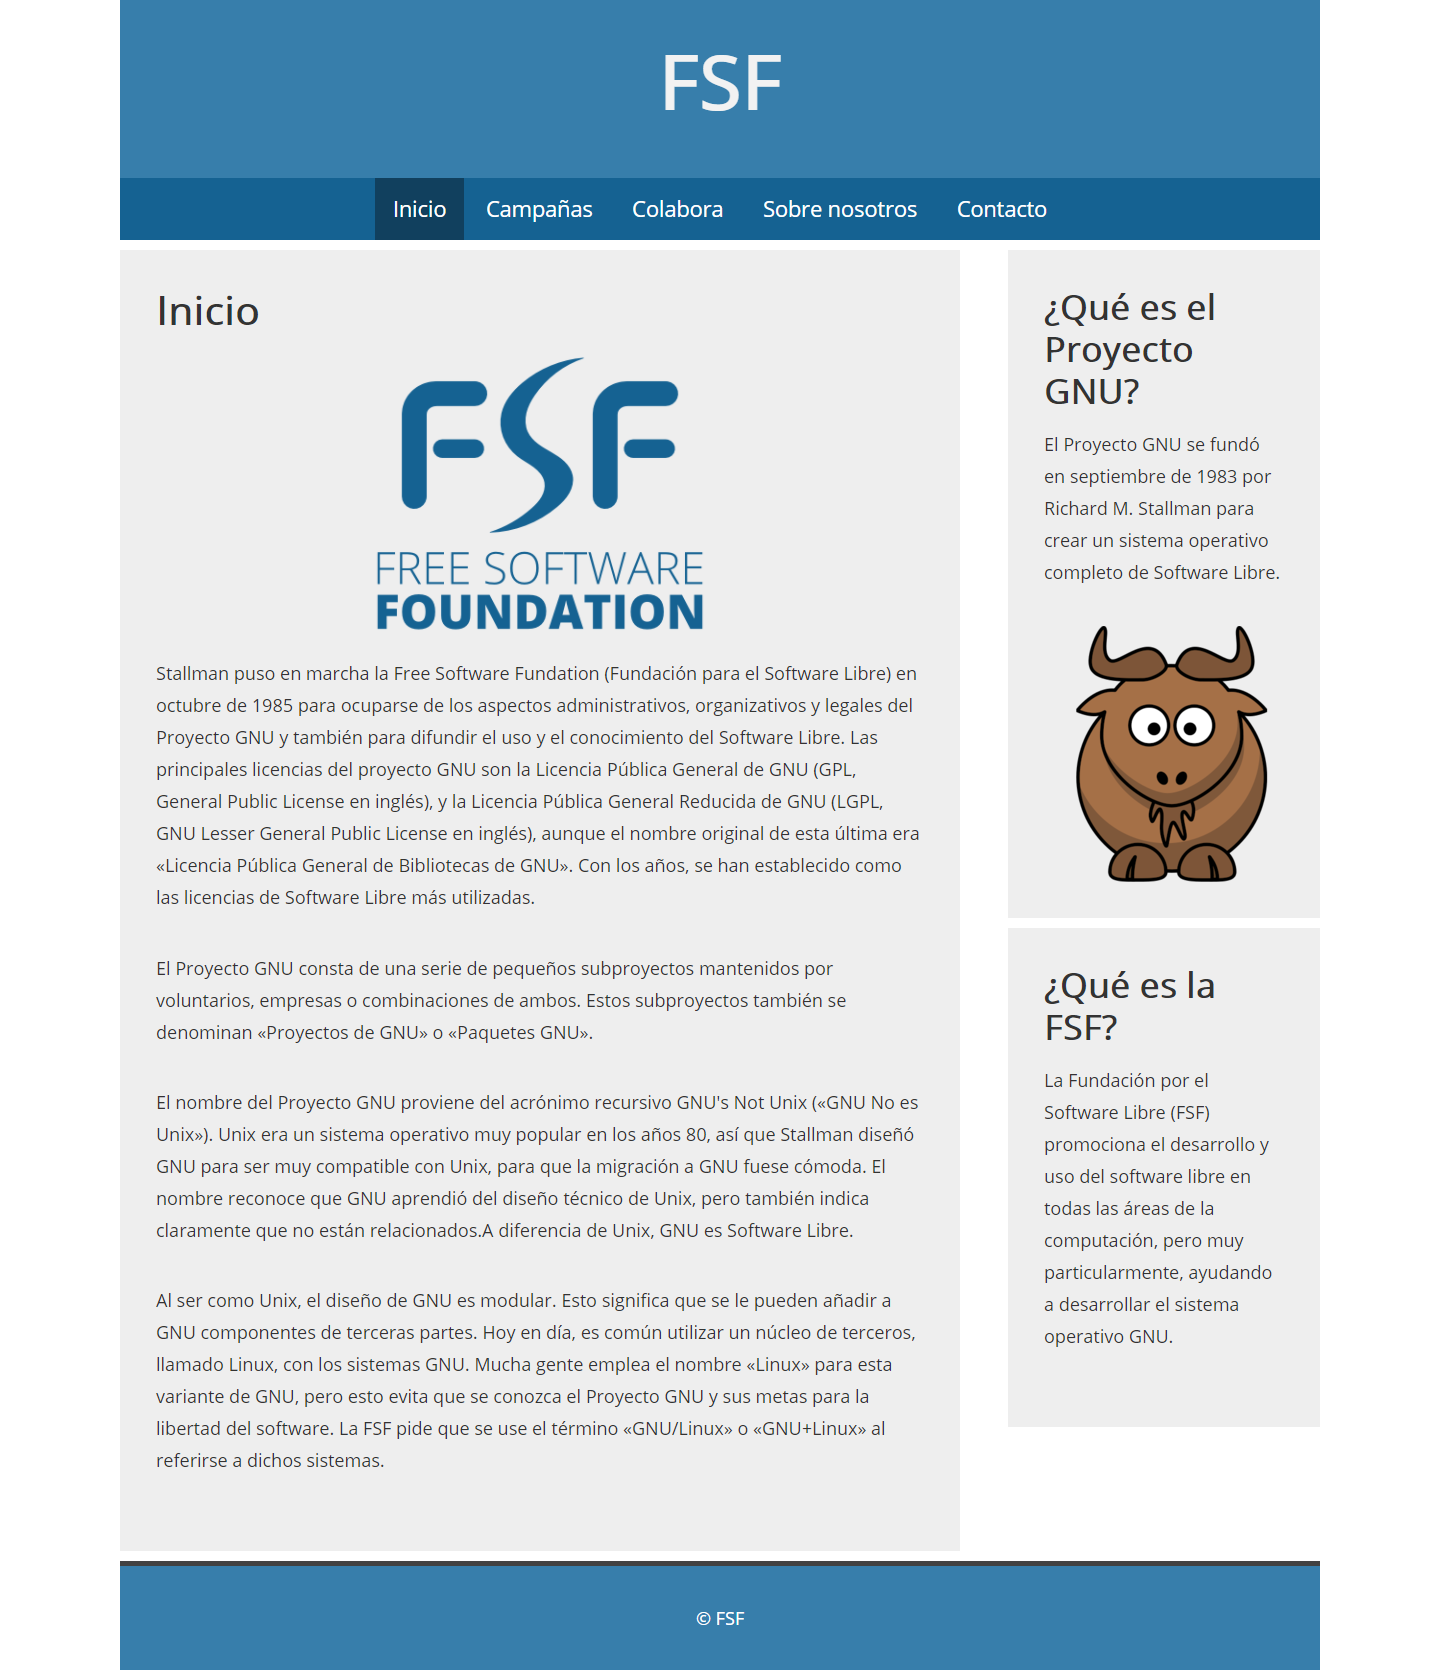 FSF
Inicio Campañas Colabora Sobre nosotros Contacto
Inicio
FSF
FREE SOFTWARE
FOUNDATION
Stallman puso en marcha la Free Software Fundation (Fundación para el Software Libre) en
octubre de 1985 para ocuparse de los aspectos administrativos, organizativos y legales del
Proyecto GNU y también para difundir el uso y el conocimiento del Software Libre. Las
principales licencias del proyecto GNU son la Licencia Pública General de GNU (GPL,
General Public License en inglés), y la Licencia Pública General Reducida de GNU (LGPL,
GNU Lesser General Public License en inglés), aunque el nombre original de esta última era
«Licencia Pública General de Bibliotecas de GNU». Con los años, se han establecido como
las licencias de Software Libre más utilizadas.
El Proyecto GNU consta de una serie de pequeños subproyectos mantenidos por
voluntarios, empresas o combinaciones de ambos. Estos subproyectos también se
denominan «Proyectos de GNU» o «Paquetes GNU».
El nombre del Proyecto GNU proviene del acrónimo recursivo GNU's Not Unix («GNU No es
Unix»). Unix era un sistema operativo muy popular en los años 80, así que Stallman diseñó
GNU para ser muy compatible con Unix, para que la migración a GNU fuese cómoda. El
nombre reconoce que GNU aprendió del diseño técnico de Unix, pero también indica
claramente que no están relacionados.A diferencia de Unix, GNU es Software Libre.
Al ser como Unix, el diseño de GNU es modular. Esto significa que se le pueden añadir a
GNU componentes de terceras partes. Hoy en día, es común utilizar un núcleo de terceros,
llamado Linux, con los sistemas GNU. Mucha gente emplea el nombre «Linux» para esta
variante de GNU, pero esto evita que se conozca el Proyecto GNU y sus metas para la
libertad del software. La FSF pide que se use el término «GNU/Linux» o «GNU+Linux» al
referirse a dichos sistemas.
¿Qué es el
Proyecto
GNU?
El Proyecto GNU se fundó
en septiembre de 1983 por
Richard M. Stallman para
crear un sistema operativo
completo de Software Libre.
¿Qué es la
FSF?
La Fundación por el
Software Libre (FSF)
promociona el desarrollo y
uso del software libre en
todas las áreas de la
computación, pero muy
particularmente, ayudando
a desarrollar el sistema
operativo GNU.
© FSF